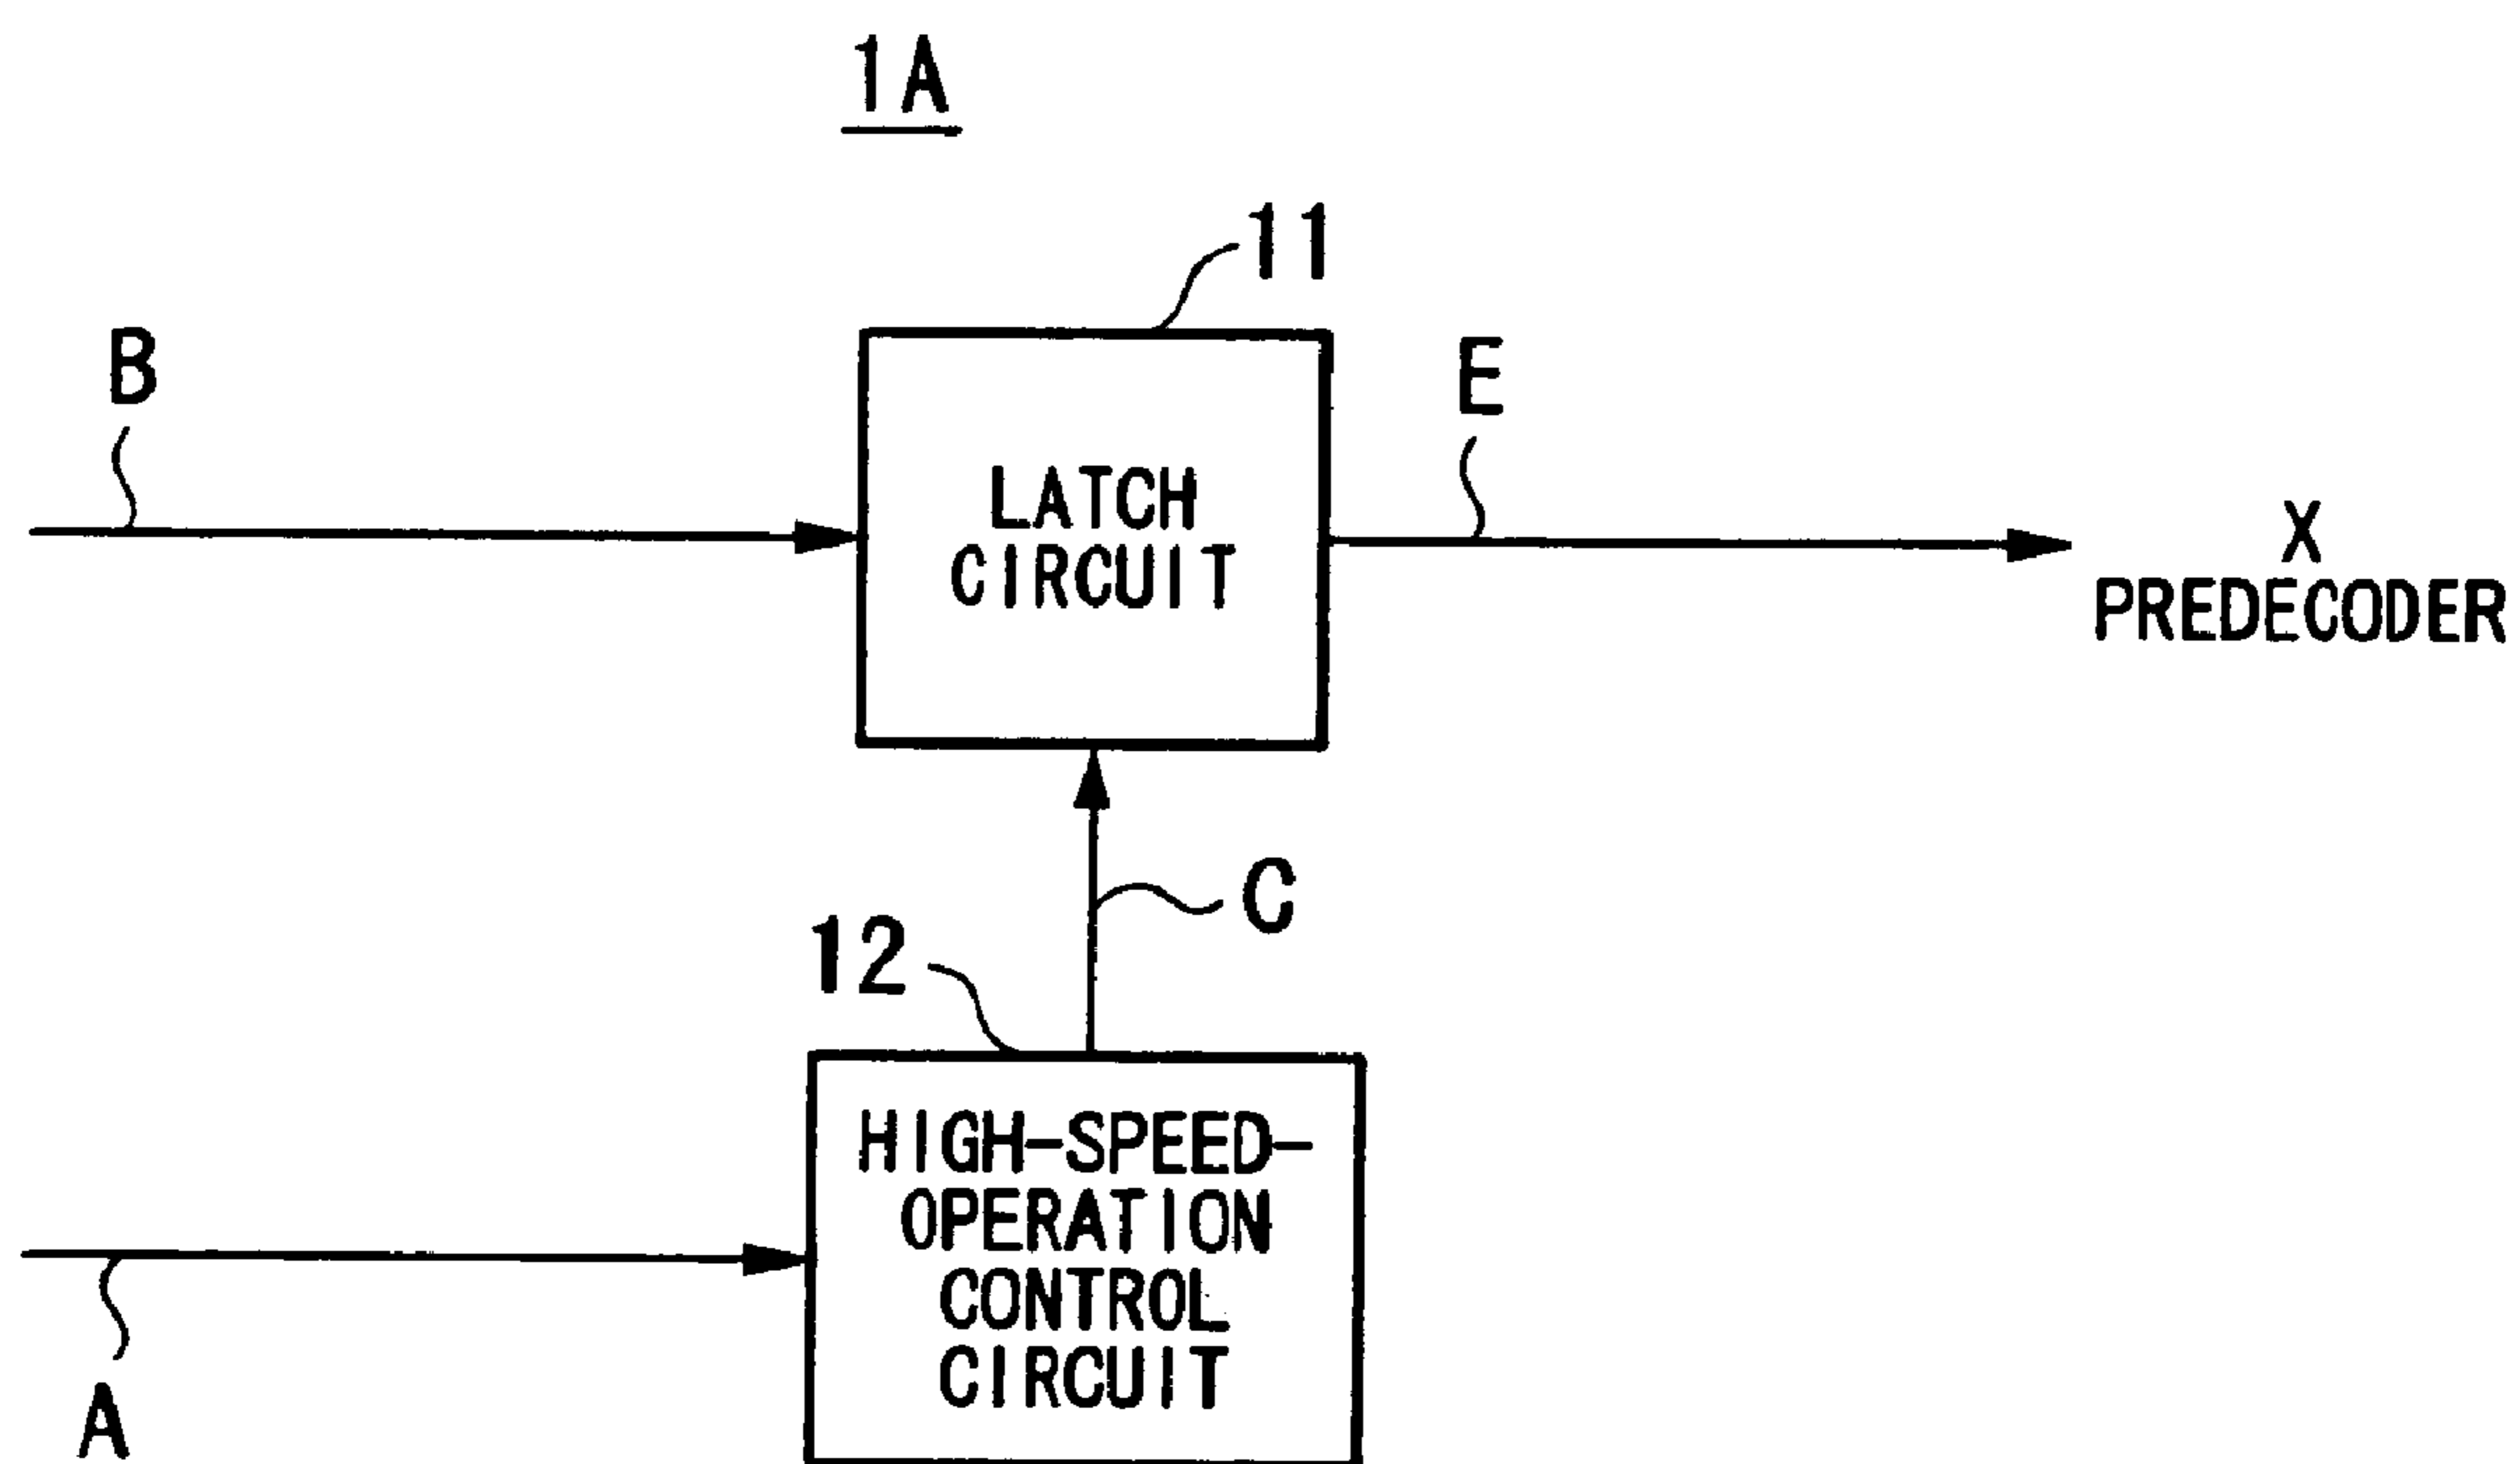 1A
11
B
E
LATCH
CIRCUIT
X
PREDECODER
C
12
HIGH-SPEED-
OPERATION
CONTROL
CIRCUIT
A